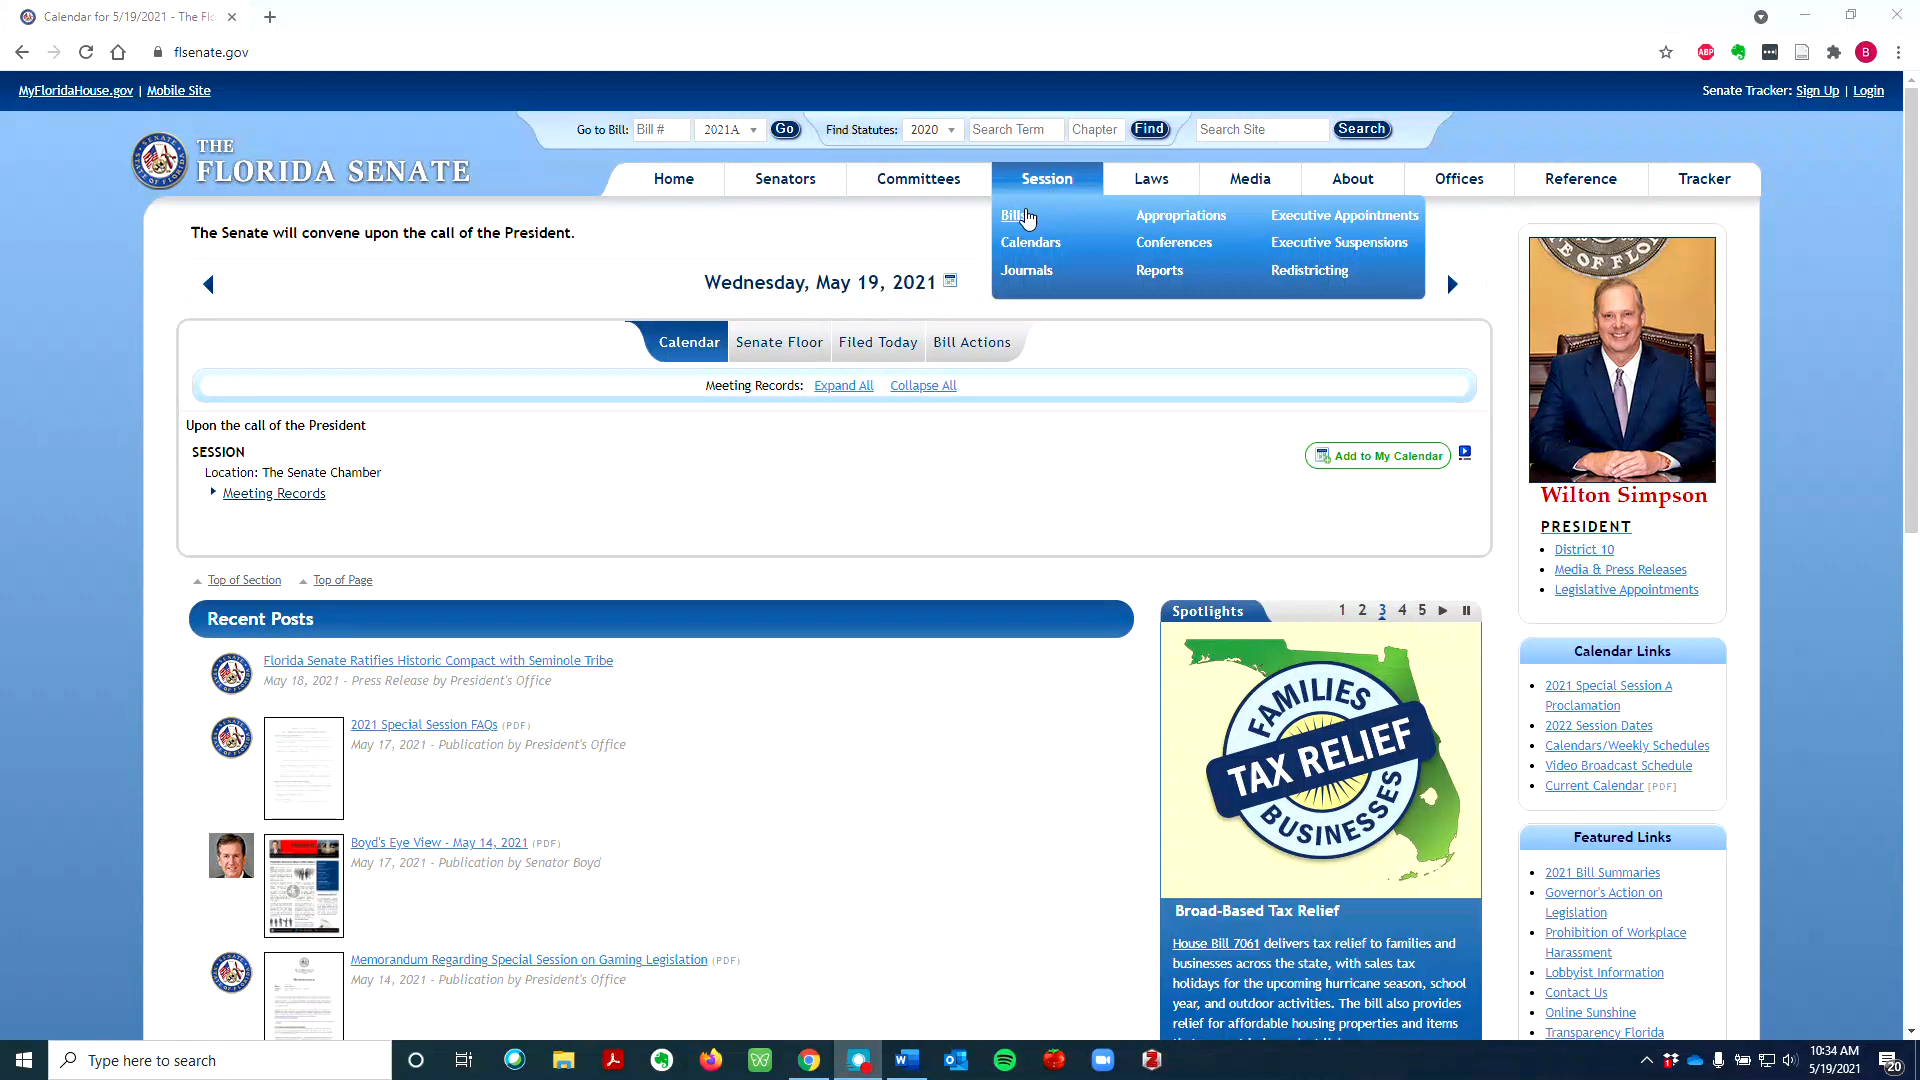 Calendar for 5/19/2021 - The Fl
flsenate.gov
ABP
B
MyFloridaHouse.gov | Mobile Site
Senate Tracker: Sign Up | Login
Go to Bill: Bill # 2021A Go Find Statutes: 2020 Search Term Chapter Find Search Site Search
THE
FLORIDA SENATE
Home Senators Committees Session Laws Media About Offices Reference Tracker
Bills Appropriations Executive Appointments
Calendars Conferences Executive Suspensions
Journals Reports Redistricting
The Senate will convene upon the call of the President.
Wednesday, May 19, 2021
Calendar Senate Floor Filed Today Bill Actions
Meeting Records: Expand All Collapse All
Upon the call of the President
SESSION
Location: The Senate Chamber
Meeting Records
Add to My Calendar
Top of Section Top of Page
Recent Posts
Florida Senate Ratifies Historic Compact with Seminole Tribe
May 18, 2021 - Press Release by President's Office
2021 Special Session FAQs (PDF)
May 17, 2021 - Publication by President's Office
Boyd's Eye View - May 14, 2021 (PDF)
May 17, 2021 - Publication by Senator Boyd
Memorandum Regarding Special Session on Gaming Legislation (PDF)
May 14, 2021 - Publication by President's Office
Spotlights 1 2 3 4 5
FAMILIES
TAX RELIEF
BUSINESSES
Broad-Based Tax Relief
House Bill 7061 delivers tax relief to families and
businesses across the state, with sales tax
holidays for the upcoming hurricane season, school
year, and outdoor activities. The bill also provides
relief for affordable housing properties and items
Wilton Simpson
PRESIDENT
District 10
Media & Press Releases
Legislative Appointments
Calendar Links
2021 Special Session A
Proclamation
2022 Session Dates
Calendars/Weekly Schedules
Video Broadcast Schedule
Current Calendar [PDF]
Featured Links
2021 Bill Summaries
Governor's Action on
Legislation
Prohibition of Workplace
Harassment
Lobbyist Information
Contact Us
Online Sunshine
Transparency Florida
Type here to search
10:34 AM
5/19/2021
20